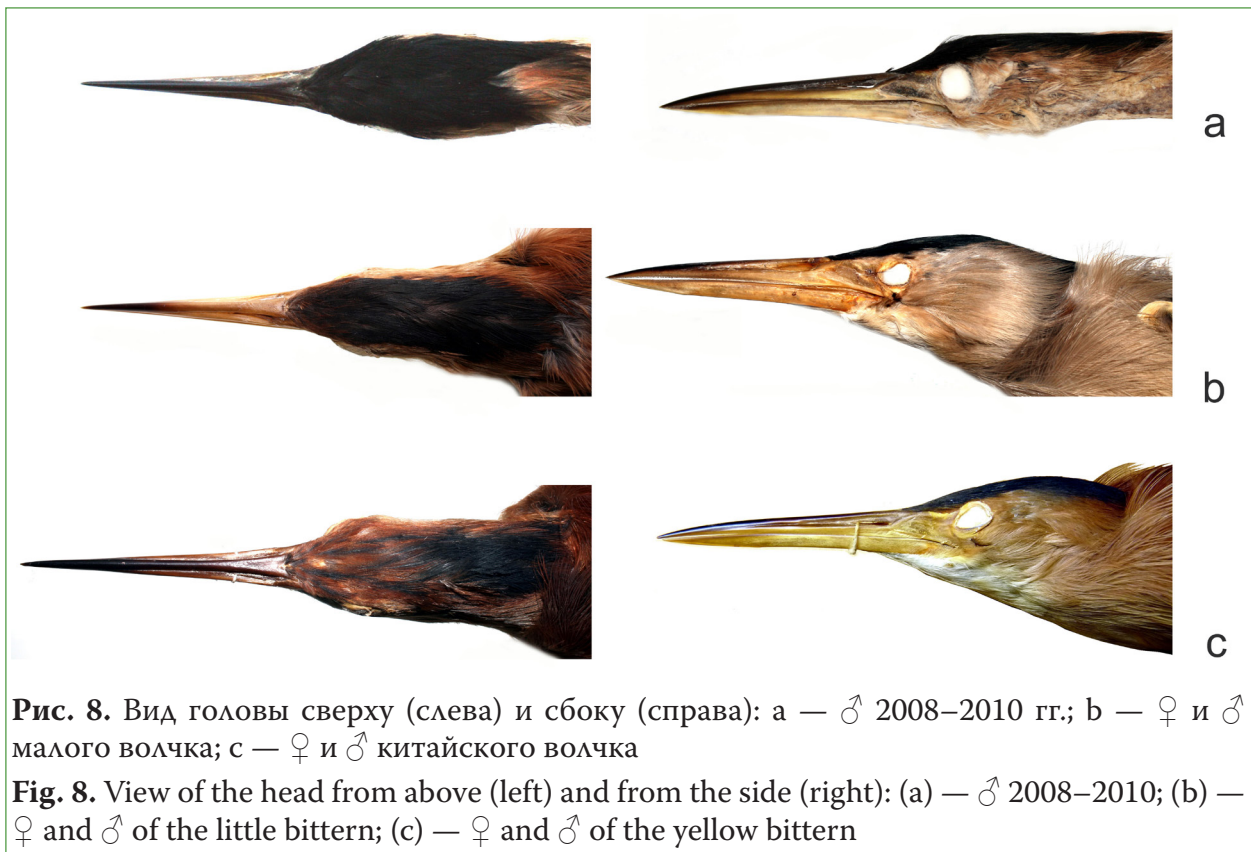 a
b
c
Рис. 8. Вид головы сверху (слева) и сбоку (справа): a — ♂ 2008–2010 гг.; b — ♀ и ♂
малого волчка; c — ♀ и ♂ китайского волчка
Fig. 8. View of the head from above (left) and from the side (right): (a) — ♂ 2008–2010; (b) —
♀ and ♂ of the little bittern; (c) — ♀ and ♂ of the yellow bittern